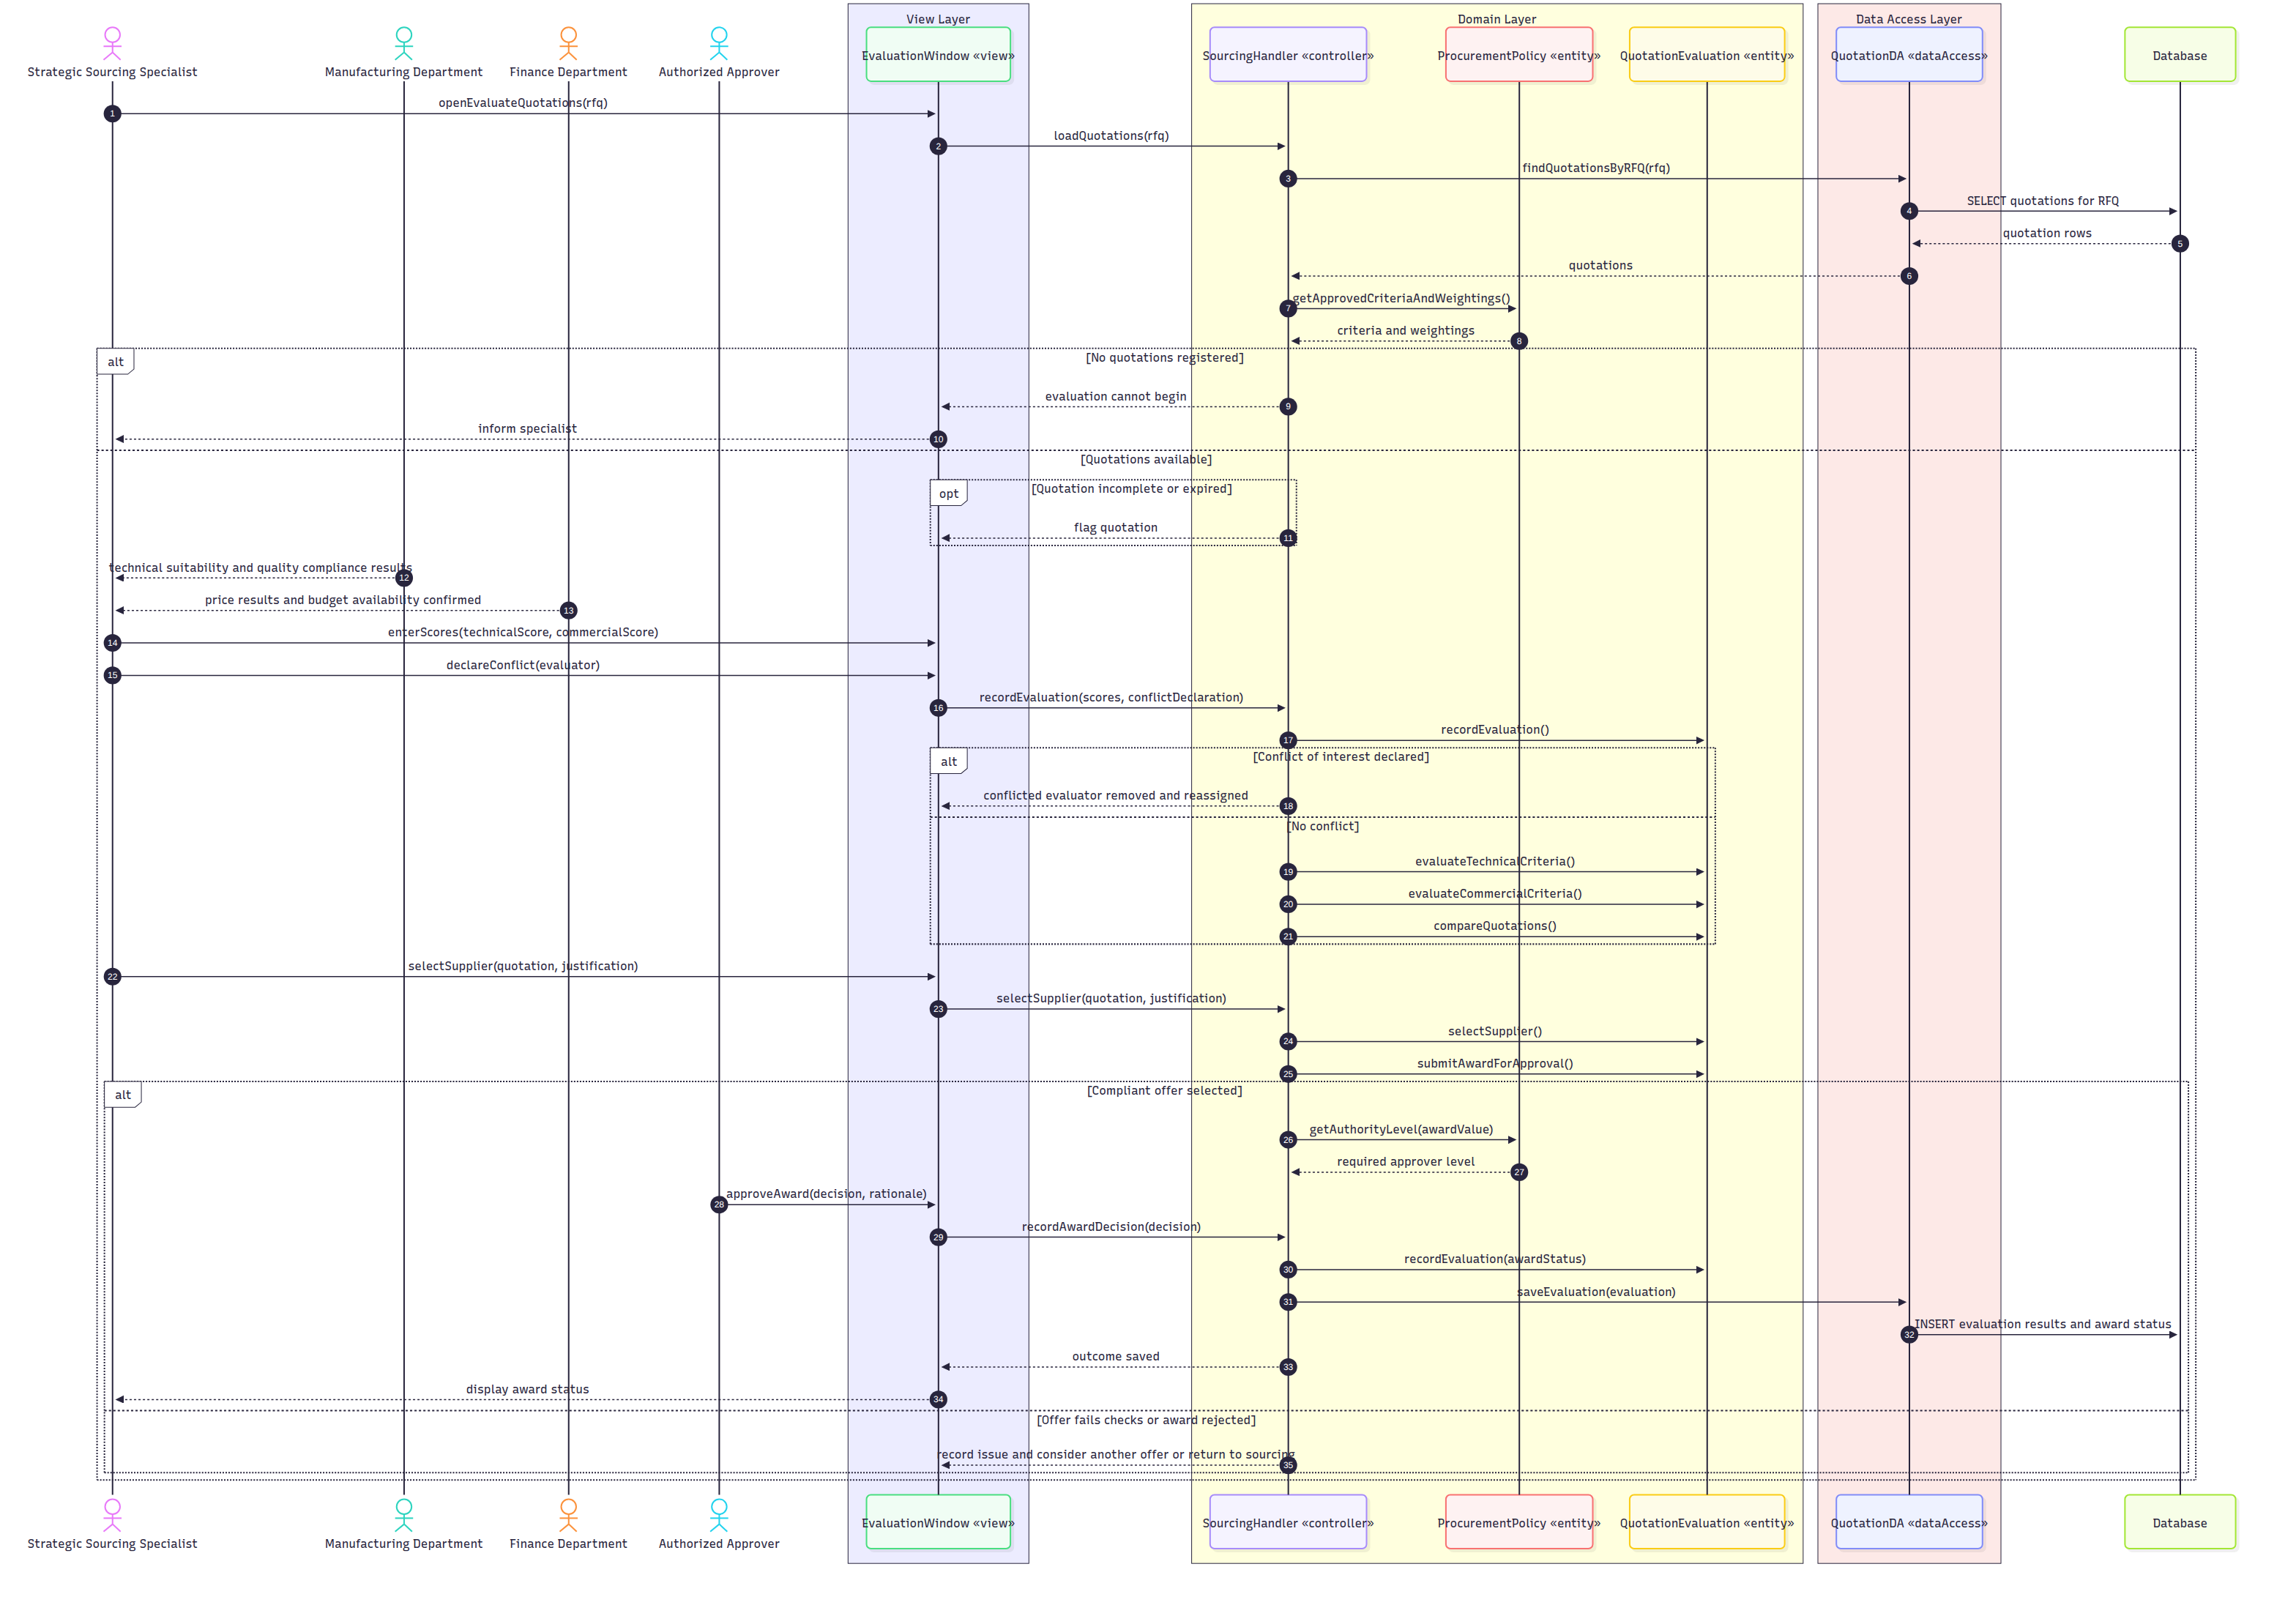 View Layer
Domain Layer
Data Access Layer
Strategic Sourcing Specialist
Manufacturing Department
Finance Department
Authorized Approver
EvaluationWindow «view»
SourcingHandler «controller»
ProcurementPolicy «entity»
QuotationEvaluation «entity»
QuotationDA «dataAccess»
Database
openEvaluateQuotations(rfq)
1
loadQuotations(rfq)
2
findQuotationsByRFQ(rfq)
3
SELECT quotations for RFQ
4
quotation rows
5
quotations
6
getApprovedCriteriaAndWeightings()
7
criteria and weightings
8
alt
[No quotations registered]
evaluation cannot begin
9
inform specialist
10
[Quotations available]
opt
[Quotation incomplete or expired]
flag quotation
11
technical suitability and quality compliance results
12
price results and budget availability confirmed
13
enterScores(technicalScore, commercialScore)
14
declareConflict(evaluator)
15
recordEvaluation(scores, conflictDeclaration)
16
recordEvaluation()
17
alt
[Conflict of interest declared]
conflicted evaluator removed and reassigned
18
[No conflict]
evaluateTechnicalCriteria()
19
evaluateCommercialCriteria()
20
compareQuotations()
21
selectSupplier(quotation, justification)
22
selectSupplier(quotation, justification)
23
selectSupplier()
24
submitAwardForApproval()
25
alt
[Compliant offer selected]
getAuthorityLevel(awardValue)
26
required approver level
27
approveAward(decision, rationale)
28
recordAwardDecision(decision)
29
recordEvaluation(awardStatus)
30
saveEvaluation(evaluation)
31
INSERT evaluation results and award status
32
outcome saved
33
display award status
34
[Offer fails checks or award rejected]
record issue and consider another offer or return to sourcing
35
Strategic Sourcing Specialist
Manufacturing Department
Finance Department
Authorized Approver
EvaluationWindow «view»
SourcingHandler «controller»
ProcurementPolicy «entity»
QuotationEvaluation «entity»
QuotationDA «dataAccess»
Database